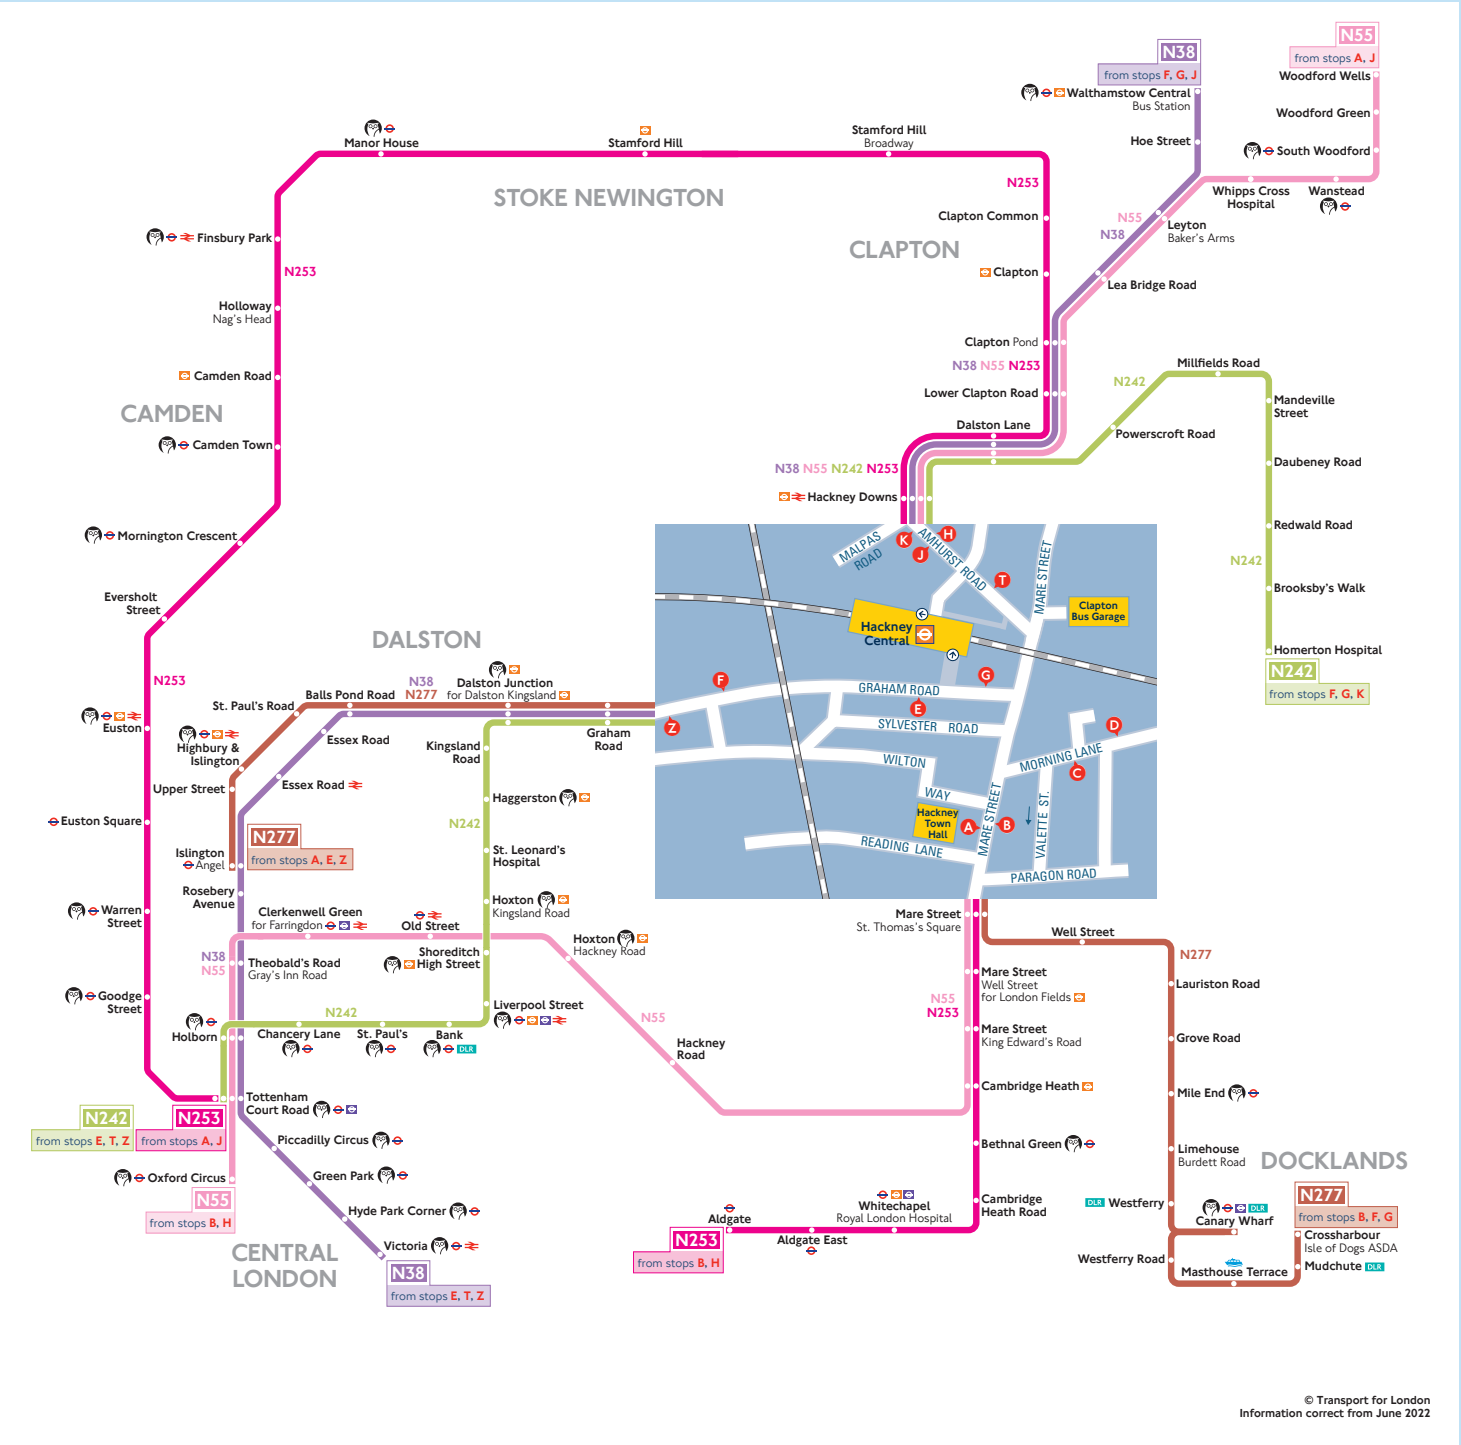 N55
from stops A, J
N38
from stops F, G, J
Woodford Wells
Walthamstow Central
Bus Station
Woodford Green
Hoe Street
South Woodford
Manor House
Stamford Hill
Stamford Hill
Broadway
N253
Whipps Cross
Hospital
Wanstead
STOKE NEWINGTON
Clapton Common
N55
N38
Leyton
Baker's Arms
Finsbury Park
CLAPTON
N253
Clapton
Lea Bridge Road
Holloway
Nag's Head
Clapton Pond
N38 N55 N253
Camden Road
Lower Clapton Road
Millfields Road
N242
Mandeville
Street
CAMDEN
Dalston Lane
Powerscroft Road
Camden Town
N38 N55 N242 N253
Daubeney Road
Hackney Downs
Mornington Crescent
Redwald Road
N242
Eversholt
Street
Brooksby's Walk
Homerton Hospital
N242
from stops F, G, K
MALPAS
ROAD
K
J
H
AMHURST ROAD
T
MARE STREET
Clapton
Bus Garage
Hackney
Central
G
F
GRAHAM ROAD
E
Z
SYLVESTER ROAD
D
MORNING LANE
C
WILTON
WAY
Hackney
Town
Hall
A
B
MARE STREET
VALETTE ST.
READING LANE
PARAGON ROAD
DALSTON
N253
N38
N277
Dalston Junction
for Dalston Kingsland
Balls Pond Road
St. Paul's Road
Euston
Highbury &
Islington
Essex Road
Kingsland
Road
Graham
Road
Upper Street
Essex Road
Haggerston
Euston Square
N242
N277
from stops A, E, Z
Islington
Angel
St. Leonard's
Hospital
Rosebery
Avenue
Hoxton
Kingsland Road
Warren
Street
Clerkenwell Green
for Farringdon
Old Street
Hoxton
Hackney Road
Shoreditch
High Street
N38
N55
Theobald's Road
Gray's Inn Road
Goodge
Street
Liverpool Street
N242
N55
Holborn
Chancery Lane
St. Paul's
Bank
DLR
Hackney
Road
Tottenham
Court Road
N242
from stops E, T, Z
N253
from stops A, J
Piccadilly Circus
Oxford Circus
Green Park
N55
from stops B, H
Hyde Park Corner
Victoria
CENTRAL
LONDON
N38
from stops E, T, Z
Mare Street
St. Thomas's Square
Well Street
N277
Mare Street
Well Street
for London Fields
Lauriston Road
N55
N253
Mare Street
King Edward's Road
Grove Road
Cambridge Heath
Mile End
Bethnal Green
Limehouse
Burdett Road
DOCKLANDS
Whitechapel
Royal London Hospital
Cambridge
Heath Road
DLR Westferry
DLR
Canary Wharf
N277
from stops B, F, G
Aldgate
Aldgate East
N253
from stops B, H
Crossharbour
Isle of Dogs ASDA
Westferry Road
Masthouse Terrace
Mudchute DLR
© Transport for London
Information correct from June 2022